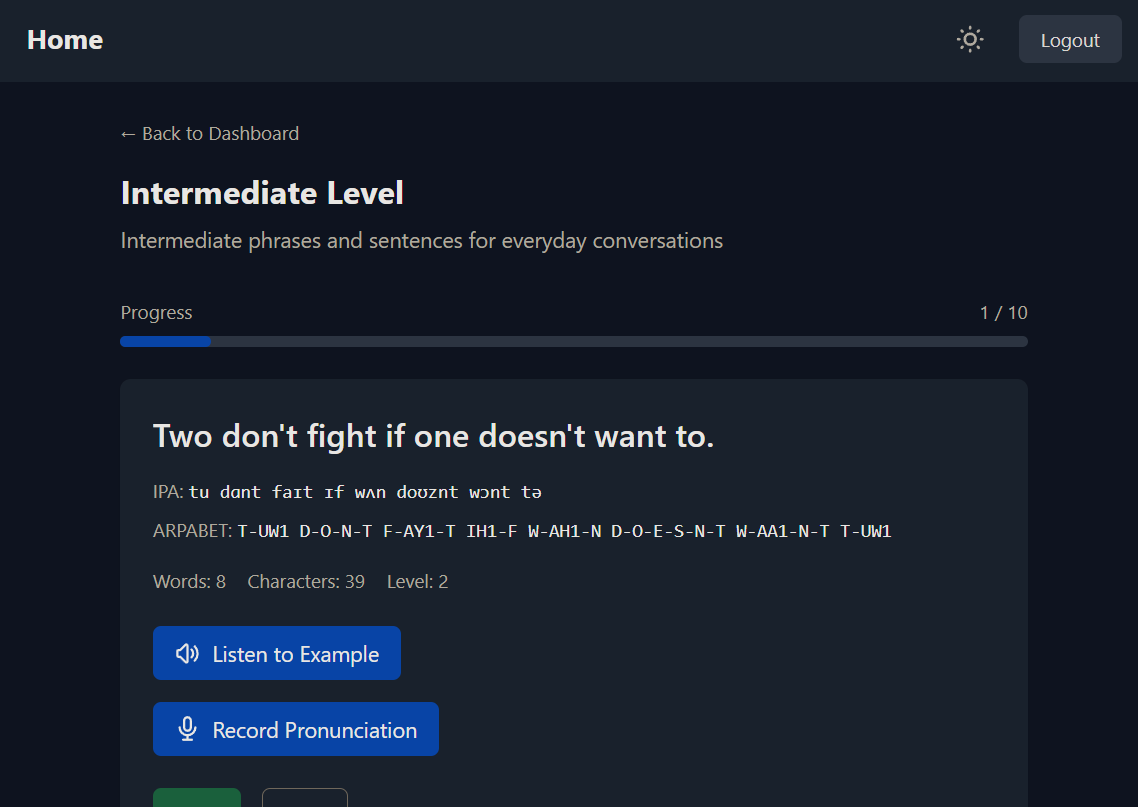 Home
Logout
← Back to Dashboard
Intermediate Level
Intermediate phrases and sentences for everyday conversations
Progress 1 / 10
Two don't fight if one doesn't want to.
IPA: tu dɑnt faɪt ɪf wʌn doʊznt wɔnt tə
ARPABET: T-UW1 D-O-N-T F-AY1-T IH1-F W-AH1-N D-O-E-S-N-T W-AA1-N-T T-UW1
Words: 8 Characters: 39 Level: 2
Listen to Example
Record Pronunciation